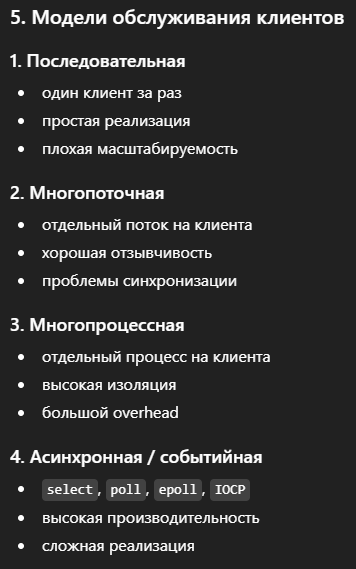 5. Модели обслуживания клиентов
1. Последовательная
• один клиент за раз
• простая реализация
• плохая масштабируемость
2. Многопоточная
• отдельный поток на клиента
• хорошая отзывчивость
• проблемы синхронизации
3. Многопроцессная
• отдельный процесс на клиента
• высокая изоляция
• большой overhead
4. Асинхронная / событийная
• select, poll, epoll, IOCP
• высокая производительность
• сложная реализация